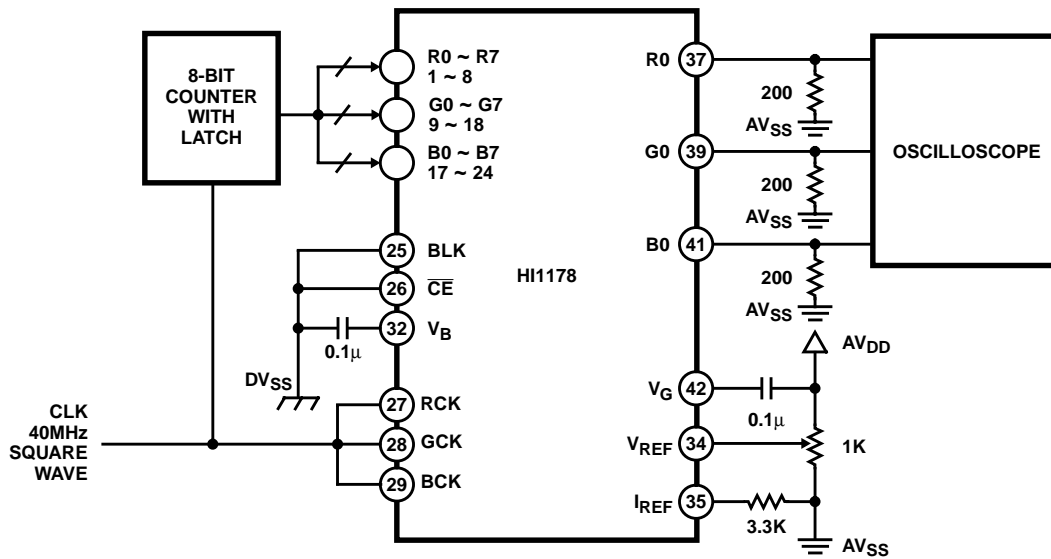 8-BIT
COUNTER
WITH
LATCH
R0 ~ R7
1 ~ 8
G0 ~ G7
9 ~ 18
B0 ~ B7
17 ~ 24
25 BLK
26 C̅E̅
32 VB
0.1µ
DVSS
27 RCK
28 GCK
29 BCK
CLK
40MHz
SQUARE
WAVE
HI1178
R0 37
200
AVSS
G0 39
200
AVSS
B0 41
200
AVSS
OSCILLOSCOPE
AVDD
VG 42
0.1µ
VREF 34
1K
IREF 35
3.3K
AVSS